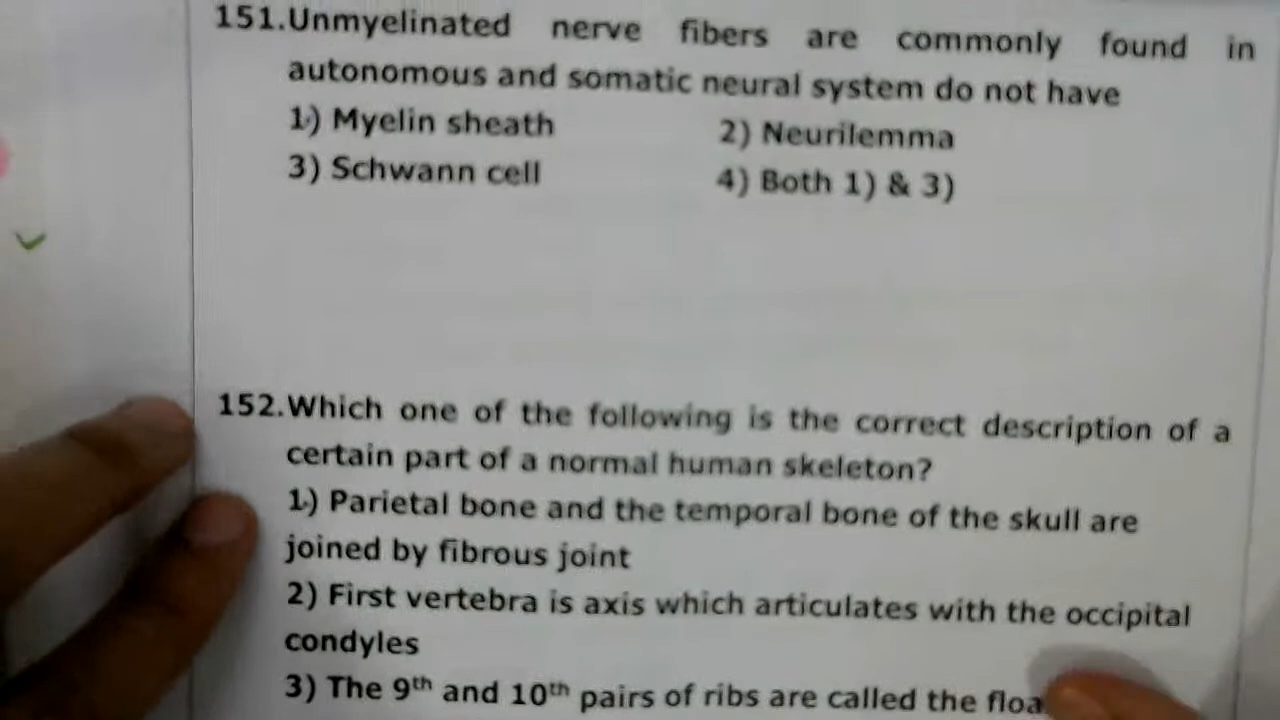 151.Unmyelinated nerve fibers are commonly found in
autonomous and somatic neural system do not have
1) Myelin sheath 2) Neurilemma
3) Schwann cell 4) Both 1) & 3)
152.Which one of the following is the correct description of a
certain part of a normal human skeleton?
1) Parietal bone and the temporal bone of the skull are
joined by fibrous joint
2) First vertebra is axis which articulates with the occipital
condyles
3) The 9th and 10th pairs of ribs are called the